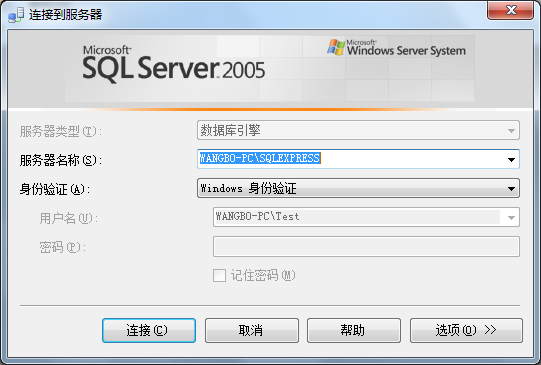 连接到服务器
Microsoft®
SQL Server 2005
Microsoft®
Windows Server System
服务器类型(T): 数据库引擎
服务器名称(S): WANGBO-PC\SQLEXPRESS
身份验证(A): Windows 身份验证
用户名(U): WANGBO-PC\Test
密码(P):
记住密码(M)
连接(C) 取消 帮助 选项(O) >>